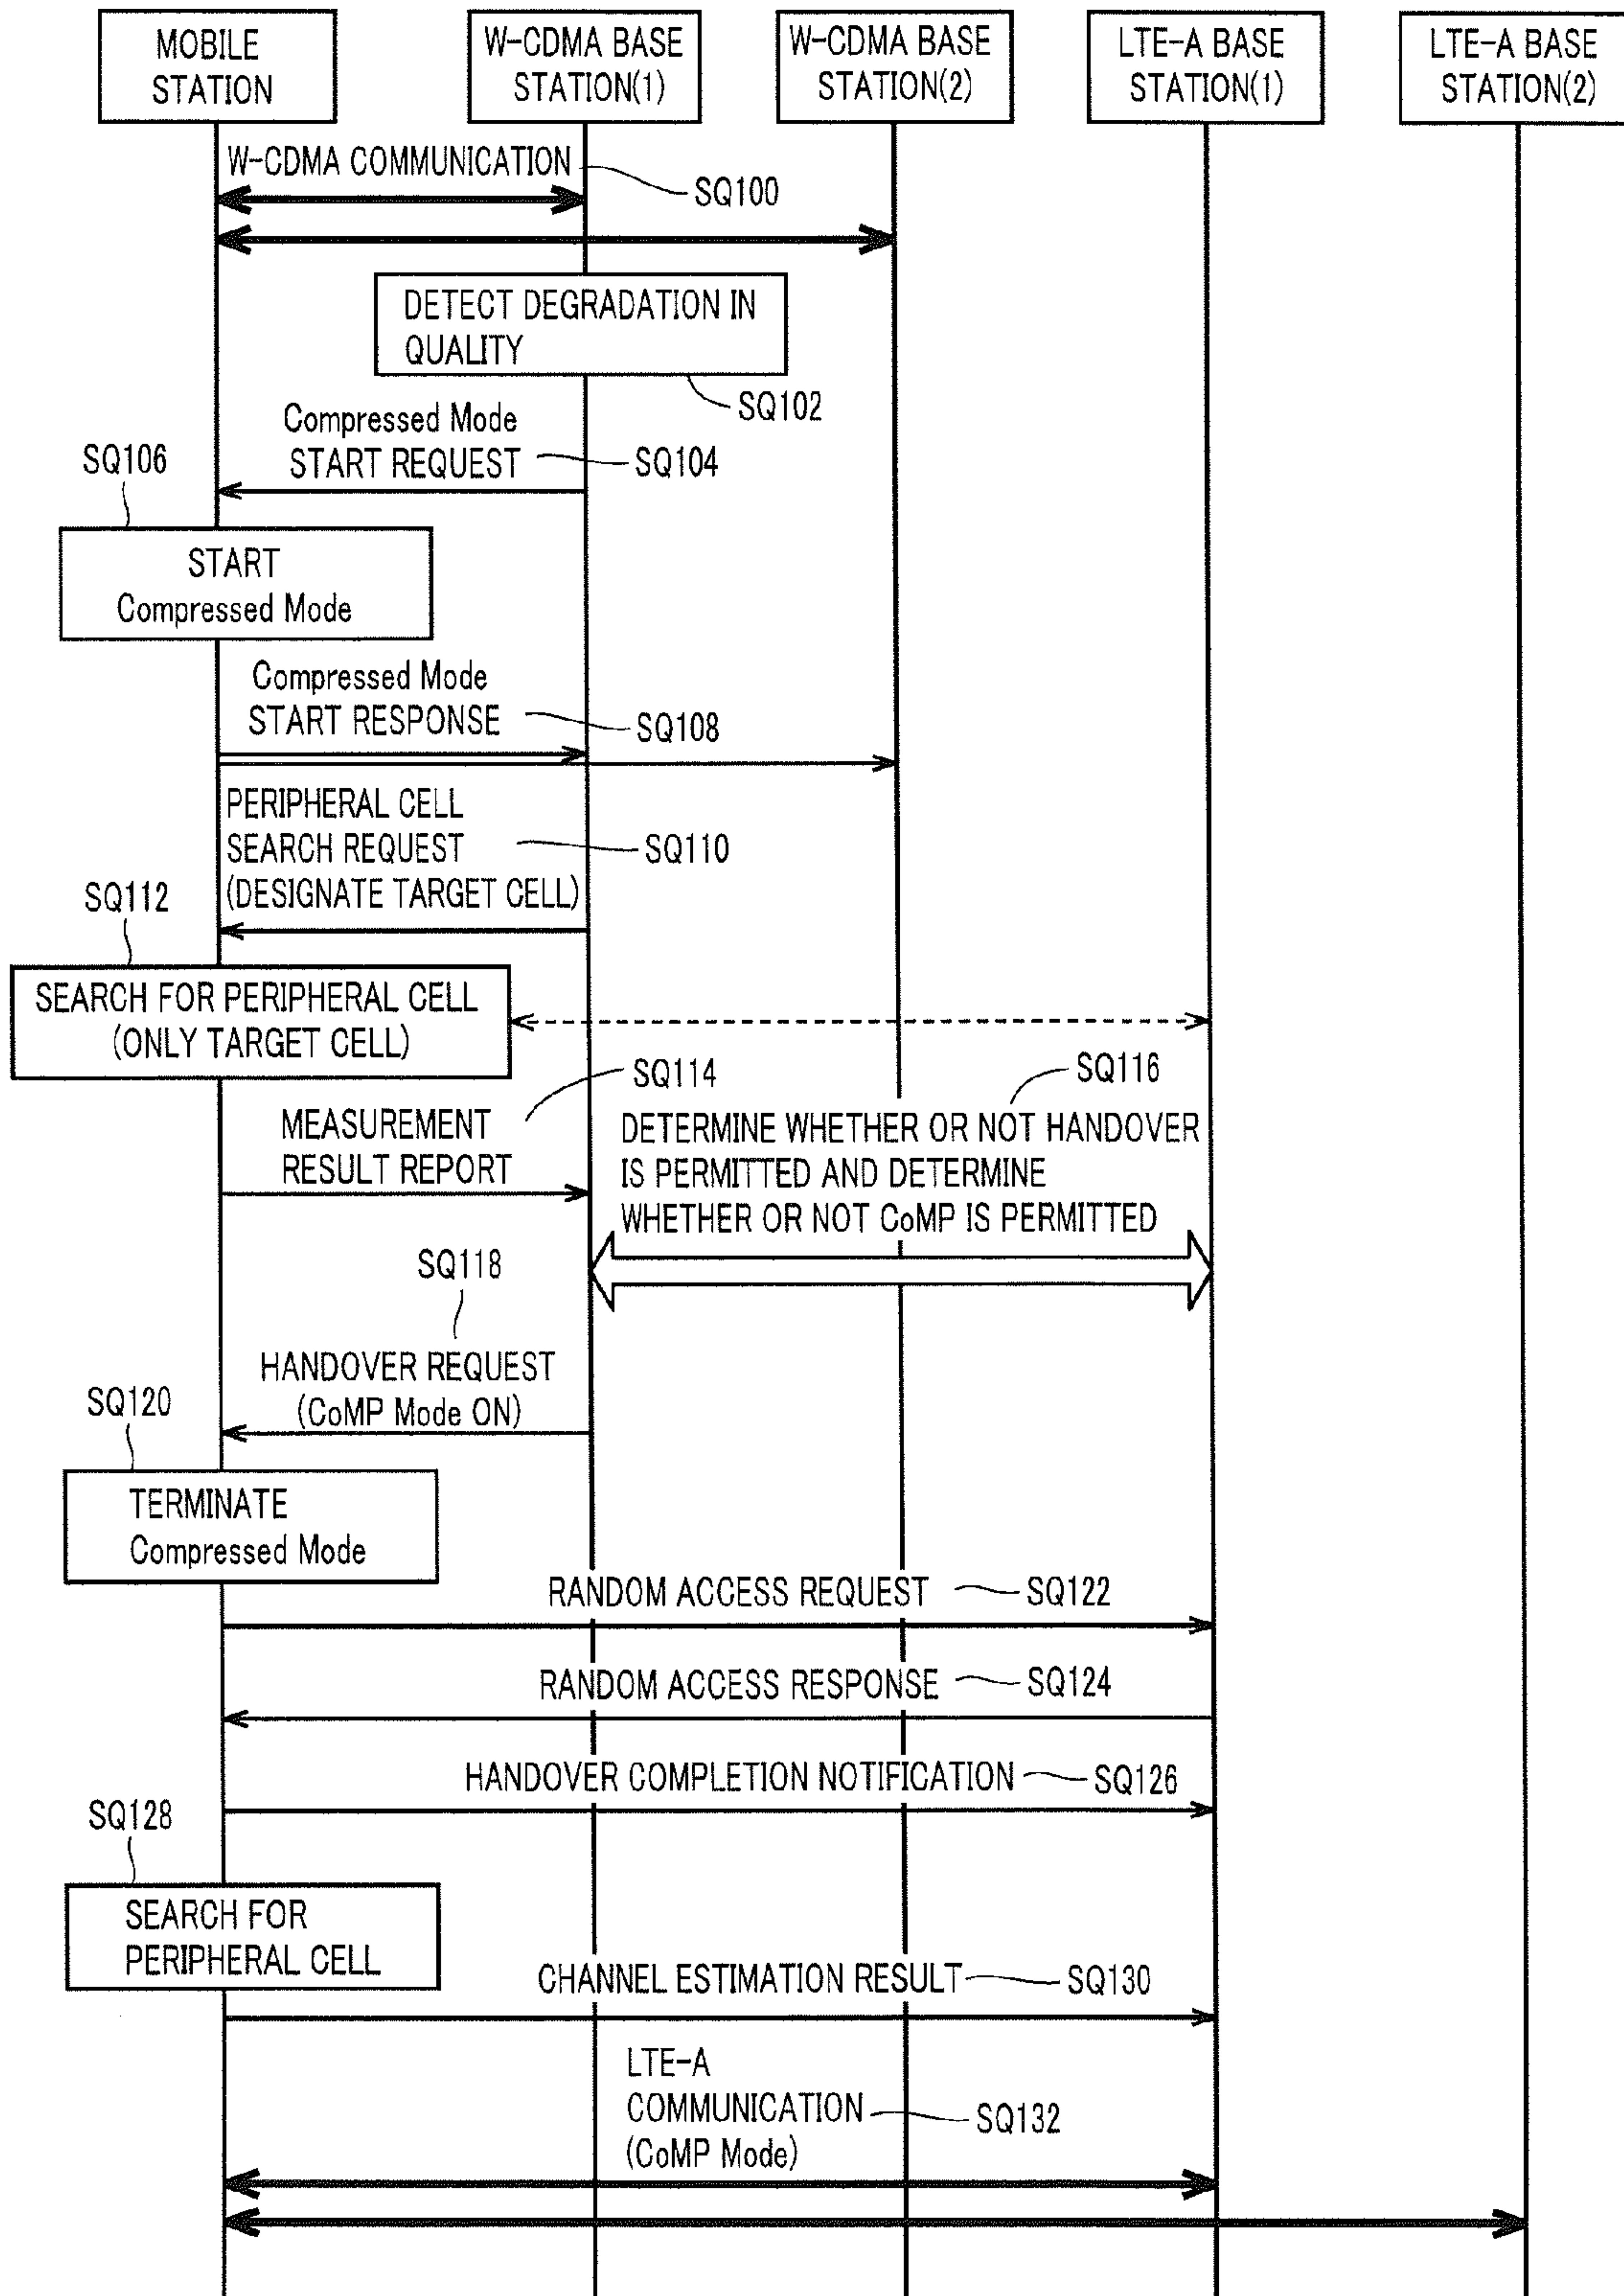 MOBILE
STATION
W-CDMA BASE
STATION(1)
W-CDMA BASE
STATION(2)
LTE-A BASE
STATION(1)
LTE-A BASE
STATION(2)
W-CDMA COMMUNICATION
SQ100
DETECT DEGRADATION IN
QUALITY
SQ102
Compressed Mode
START REQUEST
SQ104
SQ106
START
Compressed Mode
Compressed Mode
START RESPONSE
SQ108
PERIPHERAL CELL
SEARCH REQUEST
(DESIGNATE TARGET CELL)
SQ110
SQ112
SEARCH FOR PERIPHERAL CELL
(ONLY TARGET CELL)
SQ114
MEASUREMENT
RESULT REPORT
SQ116
DETERMINE WHETHER OR NOT HANDOVER
IS PERMITTED AND DETERMINE
WHETHER OR NOT CoMP IS PERMITTED
SQ118
HANDOVER REQUEST
(CoMP Mode ON)
SQ120
TERMINATE
Compressed Mode
RANDOM ACCESS REQUEST
SQ122
RANDOM ACCESS RESPONSE
SQ124
HANDOVER COMPLETION NOTIFICATION
SQ126
SQ128
SEARCH FOR
PERIPHERAL CELL
CHANNEL ESTIMATION RESULT
SQ130
LTE-A
COMMUNICATION
(CoMP Mode)
SQ132